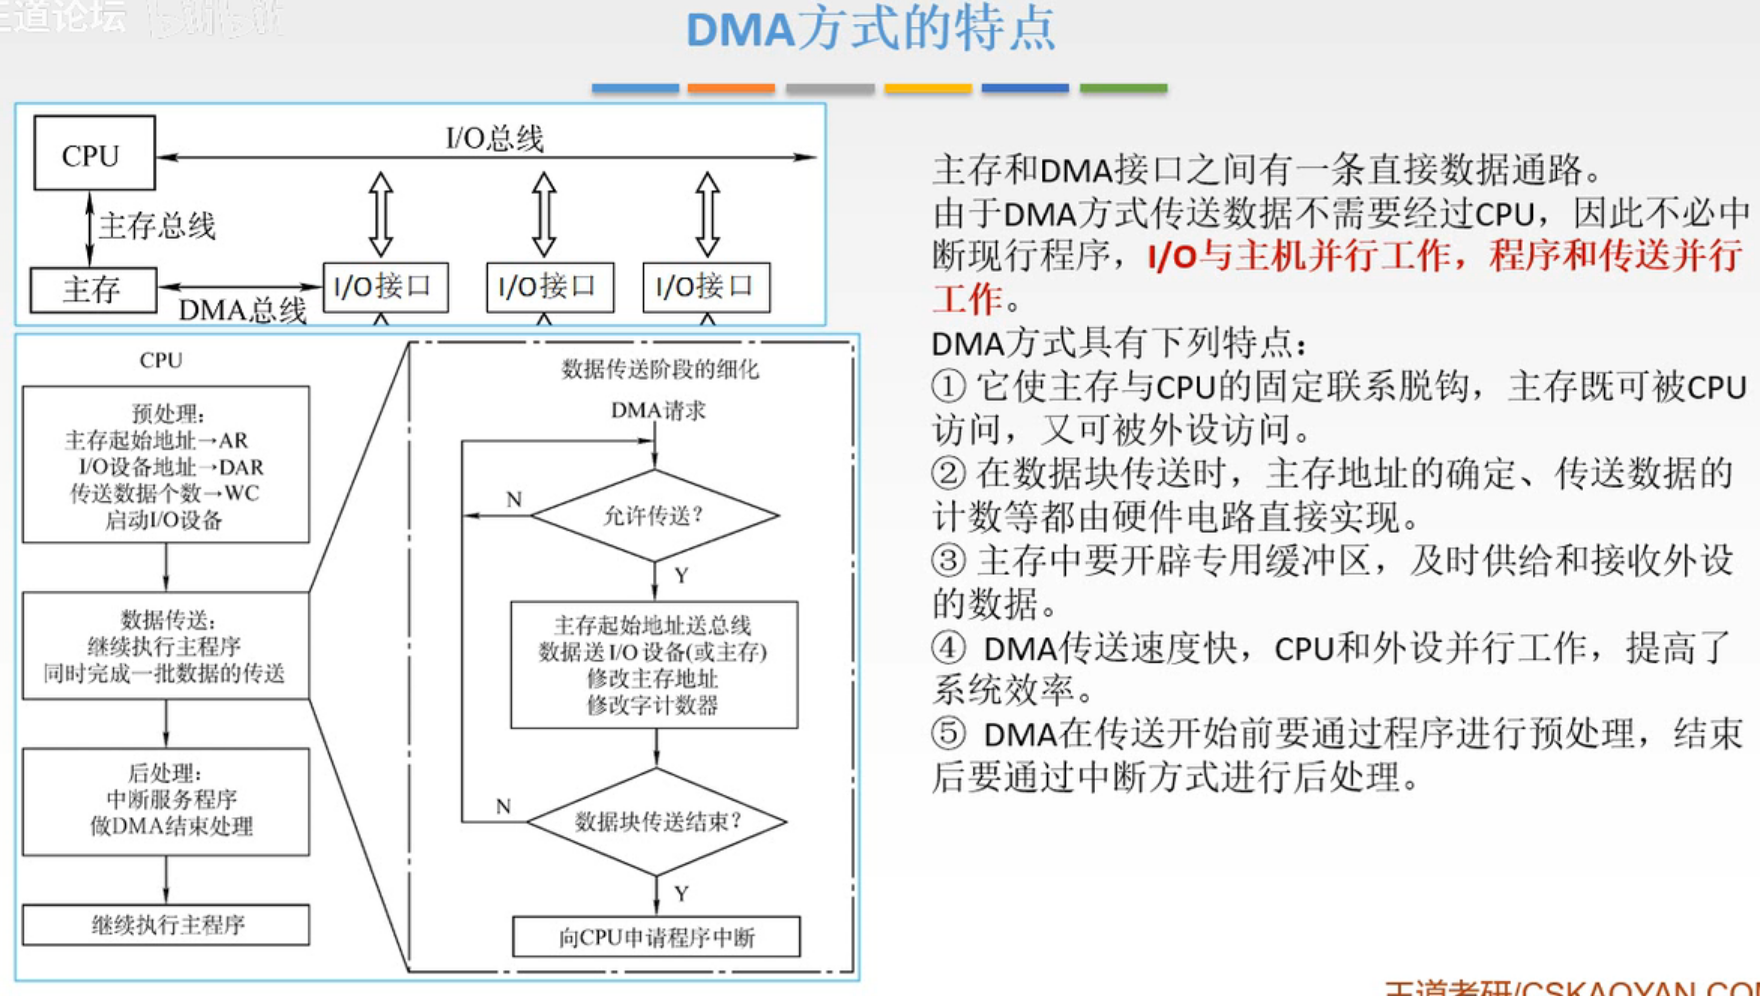 王道论坛 bilibili
DMA方式的特点
CPU
I/O总线
主存总线
主存
DMA总线
I/O接口
I/O接口
I/O接口
CPU
预处理：
主存起始地址→AR
I/O设备地址→DAR
传送数据个数→WC
启动I/O设备
数据传送：
继续执行主程序
同时完成一批数据的传送
后处理：
中断服务程序
做DMA结束处理
继续执行主程序
数据传送阶段的细化
DMA请求
允许传送？
N
Y
主存起始地址送总线
数据送I/O设备(或主存)
修改主存地址
修改字计数器
数据块传送结束？
N
Y
向CPU申请程序中断
主存和DMA接口之间有一条直接数据通路。
由于DMA方式传送数据不需要经过CPU，因此不必中
断现行程序，I/O与主机并行工作，程序和传送并行
工作。
DMA方式具有下列特点：
① 它使主存与CPU的固定联系脱钩，主存既可被CPU
访问，又可被外设访问。
② 在数据块传送时，主存地址的确定、传送数据的
计数等都由硬件电路直接实现。
③ 主存中要开辟专用缓冲区，及时供给和接收外设
的数据。
④ DMA传送速度快，CPU和外设并行工作，提高了
系统效率。
⑤ DMA在传送开始前要通过程序进行预处理，结束
后要通过中断方式进行后处理。
王道考研/CSKAOYAN.COM